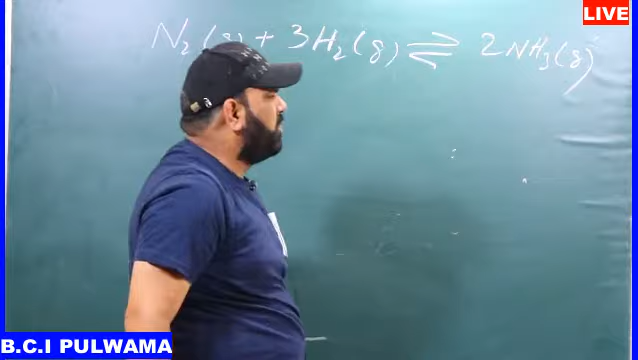 LIVE
N₂(g) + 3H₂(g) ⇌ 2NH₃(g)
B.C.I PULWAMA